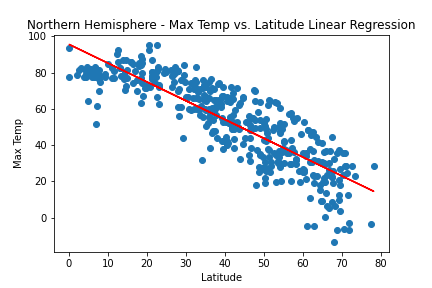 Northern Hemisphere - Max Temp vs. Latitude Linear Regression
100
80
60
40
20
0
Max Temp
0 10 20 30 40 50 60 70 80
Latitude